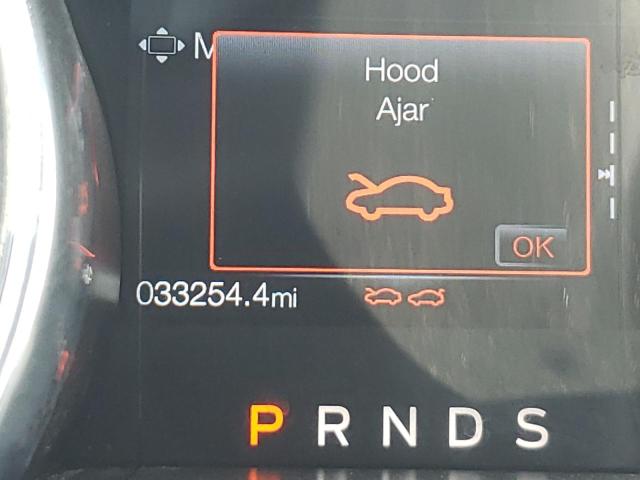 M
Hood
Ajar
OK
033254.4mi
P R N D S